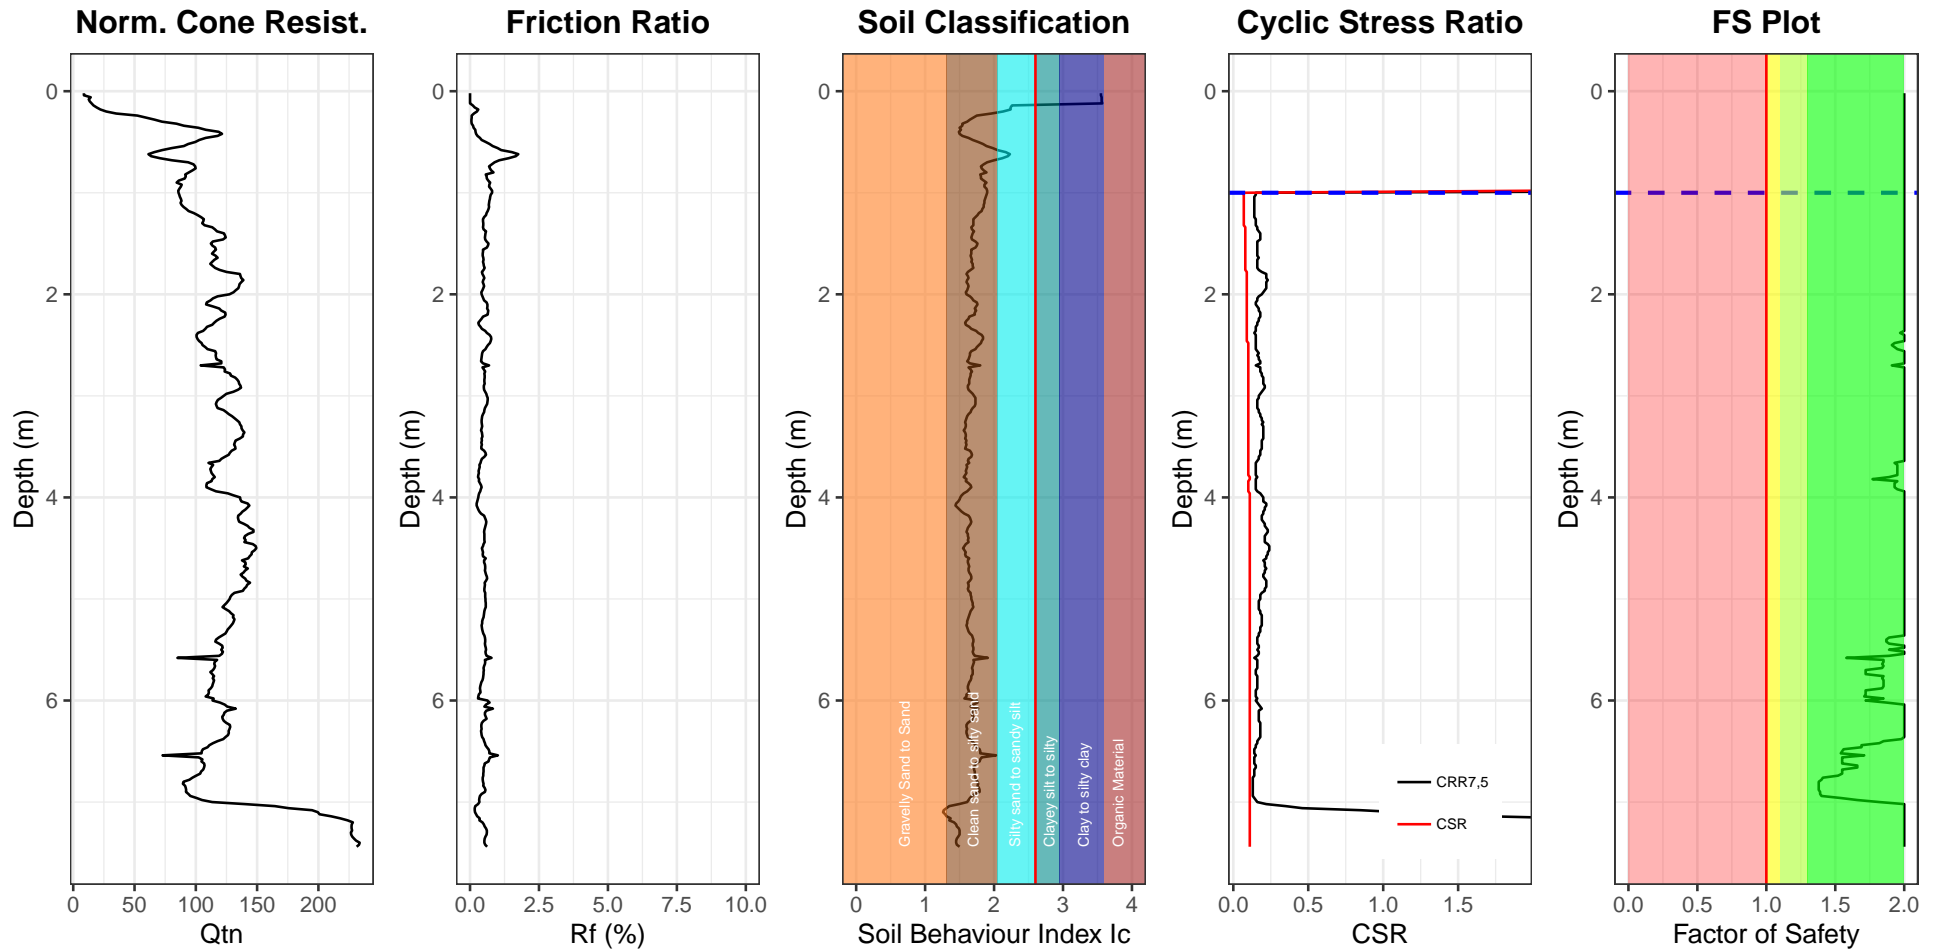 Norm. Cone Resist.
Friction Ratio
Soil Classification
Cyclic Stress Ratio
FS Plot
Depth (m)
0
2
4
6
0
50
100
150
200
Qtn
Depth (m)
0
2
4
6
0.0
2.5
5.0
7.5
10.0
Rf (%)
Depth (m)
0
2
4
6
Gravelly Sand to Sand
Clean sand to silty sand
Silty sand to sandy silt
Clayey silt to silty
Clay to silty clay
Organic Material
0
1
2
3
4
Soil Behaviour Index Ic
Depth (m)
0
2
4
6
CRR7,5
CSR
0.0
0.5
1.0
1.5
CSR
Depth (m)
0
2
4
6
0.0
0.5
1.0
1.5
2.0
Factor of Safety